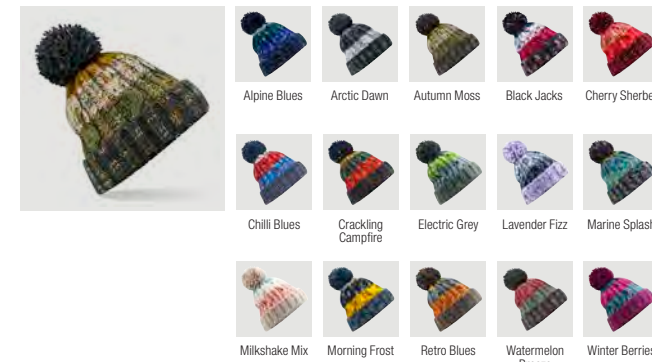 Alpine Blues Arctic Dawn Autumn Moss Black Jacks Cherry Sherbe
Chilli Blues Crackling Electric Grey Lavender Fizz Marine Splash
Campfire
Milkshake Mix Morning Frost Retro Blues Watermelon Winter Berries